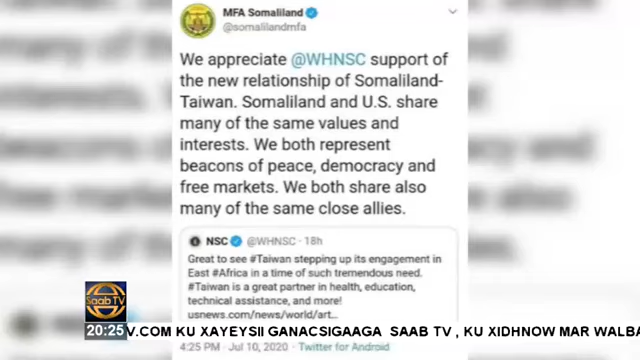 MFA Somaliland
@somalilandmfa
We appreciate @WHNSC support of
the new relationship of Somaliland-
Taiwan. Somaliland and U.S. share
many of the same values and
interests. We both represent
beacons of peace, democracy and
free markets. We both share also
many of the same close allies.
NSC @WHNSC · 18h
Great to see #Taiwan stepping up its engagement in
East #Africa in a time of such tremendous need.
#Taiwan is a great partner in health, education,
technical assistance, and more!
usnews.com/news/world/art...
4:25 PM · Jul 10, 2020 · Twitter for Android
Saab TV
20:25
V.COM KU XAYEYSII GANACSIGAAGA SAAB TV , KU XIDHNOW MAR WALBA